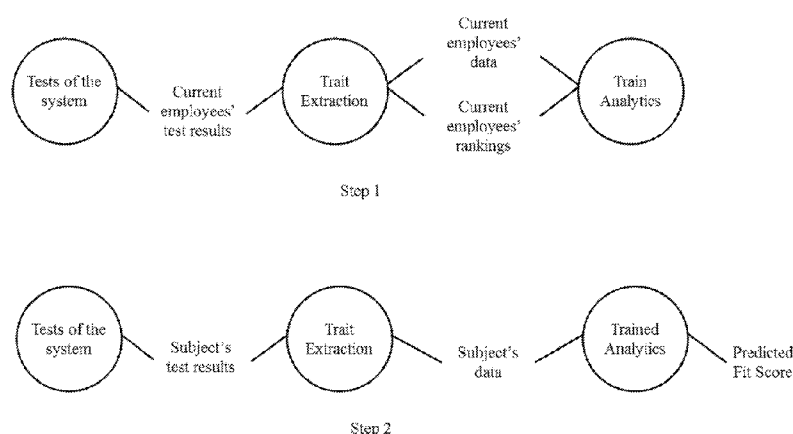 Tests of the
system
Current
employees'
test results
Trait
Extraction
Current
employees'
data
Current
employees'
rankings
Train
Analytics
Step 1
Tests of the
system
Subject's
test results
Trait
Extraction
Subject's
data
Trained
Analytics
Predicted
Fit Score
Step 2